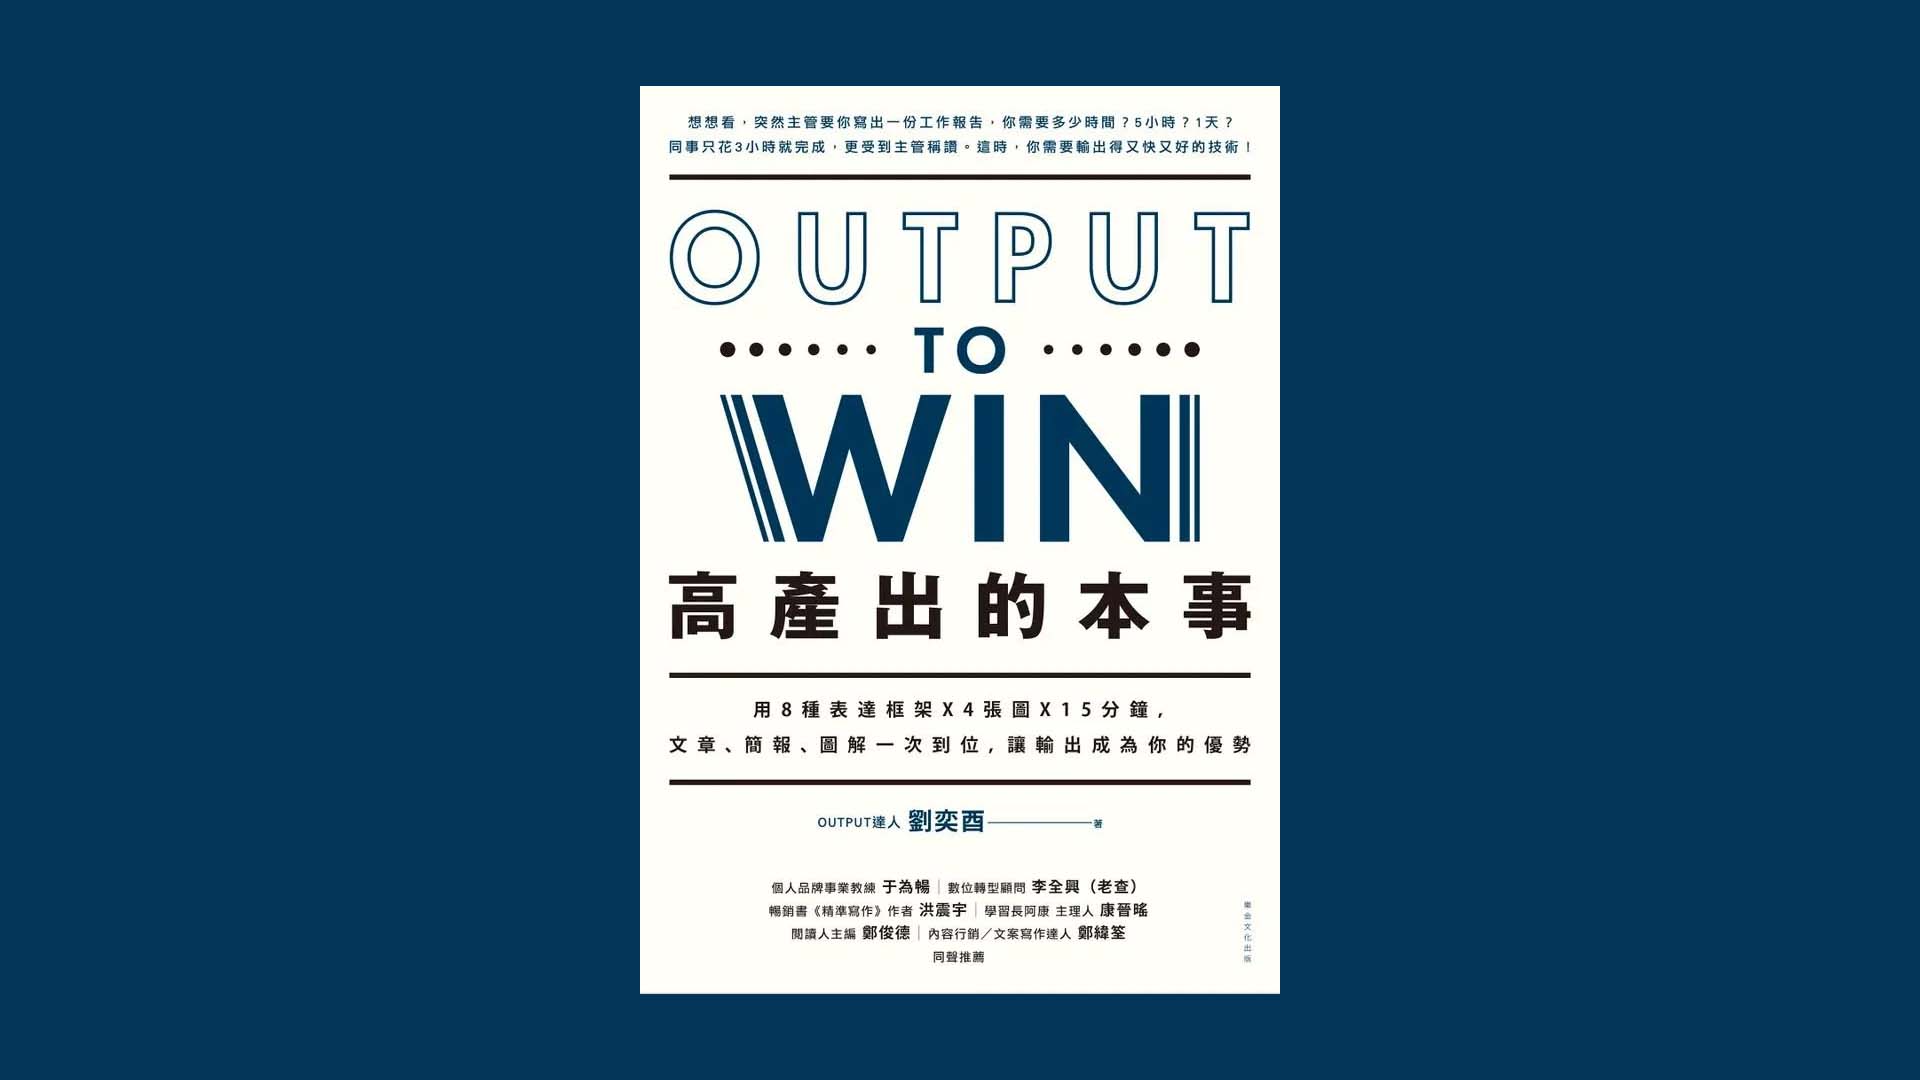 想想看，突然主管要你寫出一份工作報告，你需要多少時間？5小時？1天？
同事只花3小時就完成，更受到主管稱讚。這時，你需要輸出得又快又好的技術！
OUTPUT
TO
WIN
高產出的本事
用8種表達框架X4張圖X15分鐘，
文章、簡報、圖解一次到位，讓輸出成為你的優勢
OUTPUT達人 劉奕酉 著
個人品牌事業教練 于為暢｜數位轉型顧問 李全興（老查）
暢銷書《精準寫作》作者 洪震宇｜學習長阿康 主理人 康晉暚
閱讀人主編 鄭俊德｜內容行銷／文案寫作達人 鄭緯筌
同聲推薦
樂金文化出版